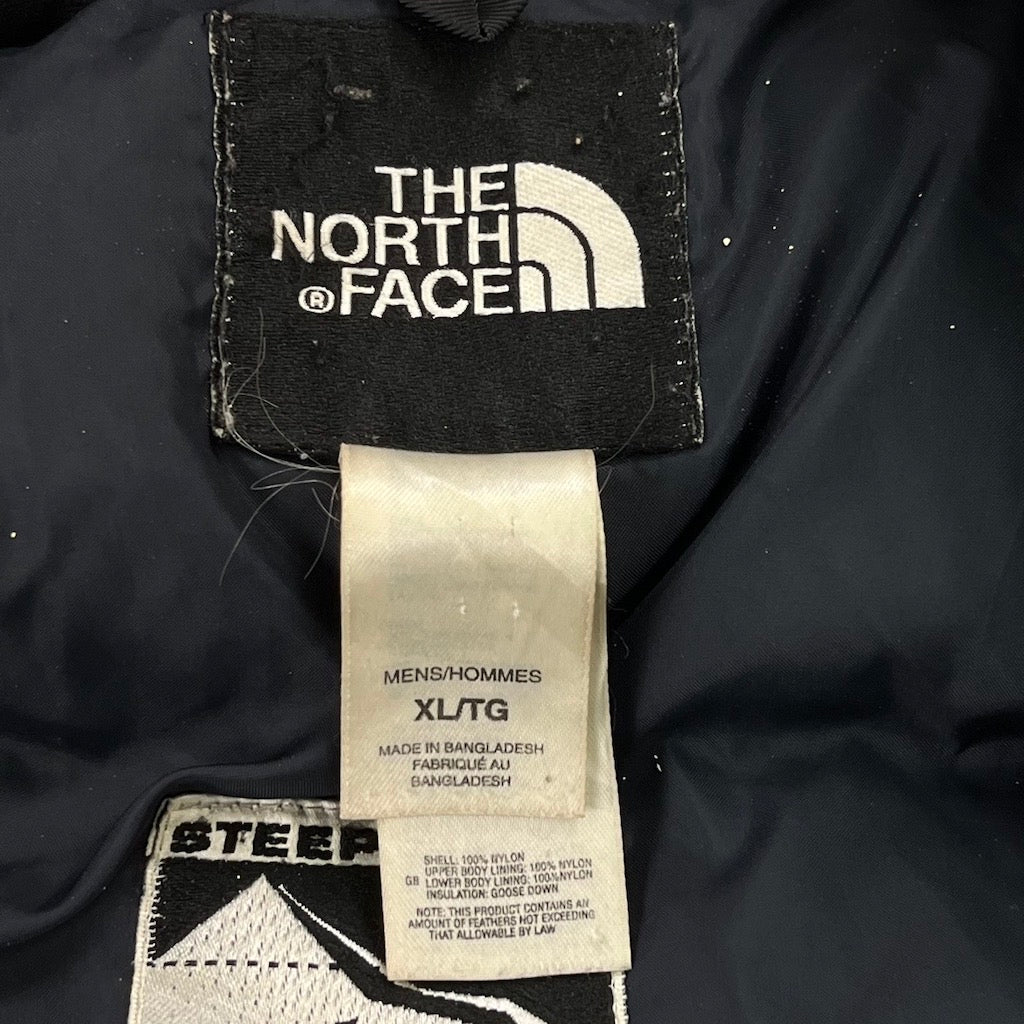 THE
NORTH
®FACE
MENS/HOMMES
XL/TG
MADE IN BANGLADESH
FABRIQUÉ AU
BANGLADESH
STEEP
SHELL: 100% NYLON
UPPER BODY LINING: 100% NYLON
GB LOWER BODY LINING: 100%NYLON
INSULATION: GOOSE DOWN
NOTE: THIS PRODUCT CONTAINS AN
AMOUNT OF FEATHERS NOT EXCEEDING
THAT ALLOWABLE BY LAW